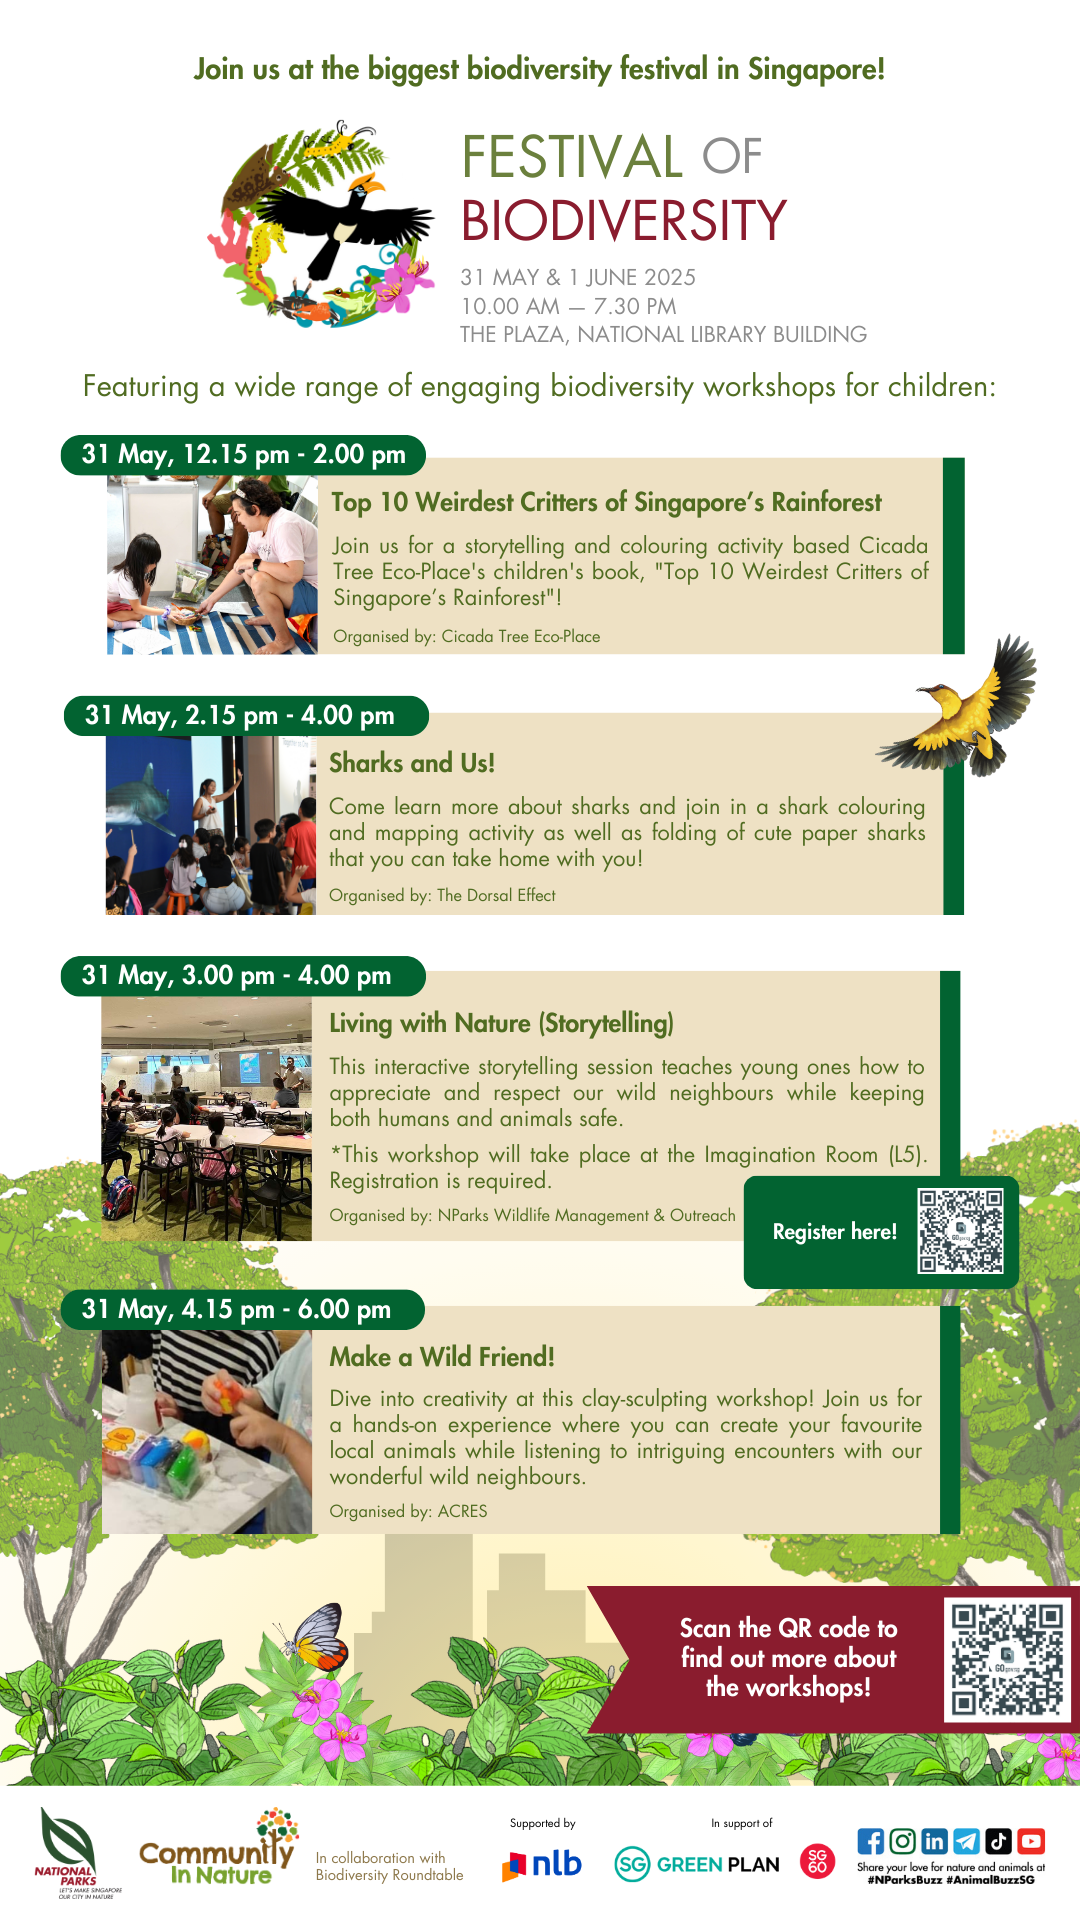 Join us at the biggest biodiversity festival in Singapore!
FESTIVAL OF
BIODIVERSITY
31 MAY & 1 JUNE 2025
10.00 AM — 7.30 PM
THE PLAZA, NATIONAL LIBRARY BUILDING
Featuring a wide range of engaging biodiversity workshops for children:
31 May, 12.15 pm - 2.00 pm
Top 10 Weirdest Critters of Singapore’s Rainforest
Join us for a storytelling and colouring activity based Cicada
Tree Eco-Place's children's book, "Top 10 Weirdest Critters of
Singapore’s Rainforest"!
Organised by: Cicada Tree Eco-Place
31 May, 2.15 pm - 4.00 pm
Sharks and Us!
Come learn more about sharks and join in a shark colouring
and mapping activity as well as folding of cute paper sharks
that you can take home with you!
Organised by: The Dorsal Effect
31 May, 3.00 pm - 4.00 pm
Living with Nature (Storytelling)
This interactive storytelling session teaches young ones how to
appreciate and respect our wild neighbours while keeping
both humans and animals safe.
*This workshop will take place at the Imagination Room (L5).
Registration is required.
Organised by: NParks Wildlife Management & Outreach
Register here!
31 May, 4.15 pm - 6.00 pm
Make a Wild Friend!
Dive into creativity at this clay-sculpting workshop! Join us for
a hands-on experience where you can create your favourite
local animals while listening to intriguing encounters with our
wonderful wild neighbours.
Organised by: ACRES
Scan the QR code to
find out more about
the workshops!
NATIONAL
PARKS
LET'S MAKE SINGAPORE
OUR CITY IN NATURE
Community
In Nature
In collaboration with
Biodiversity Roundtable
Supported by
nlb
In support of
SG GREEN PLAN
SG
60
Share your love for nature and animals at
#NParksBuzz #AnimalBuzzSG